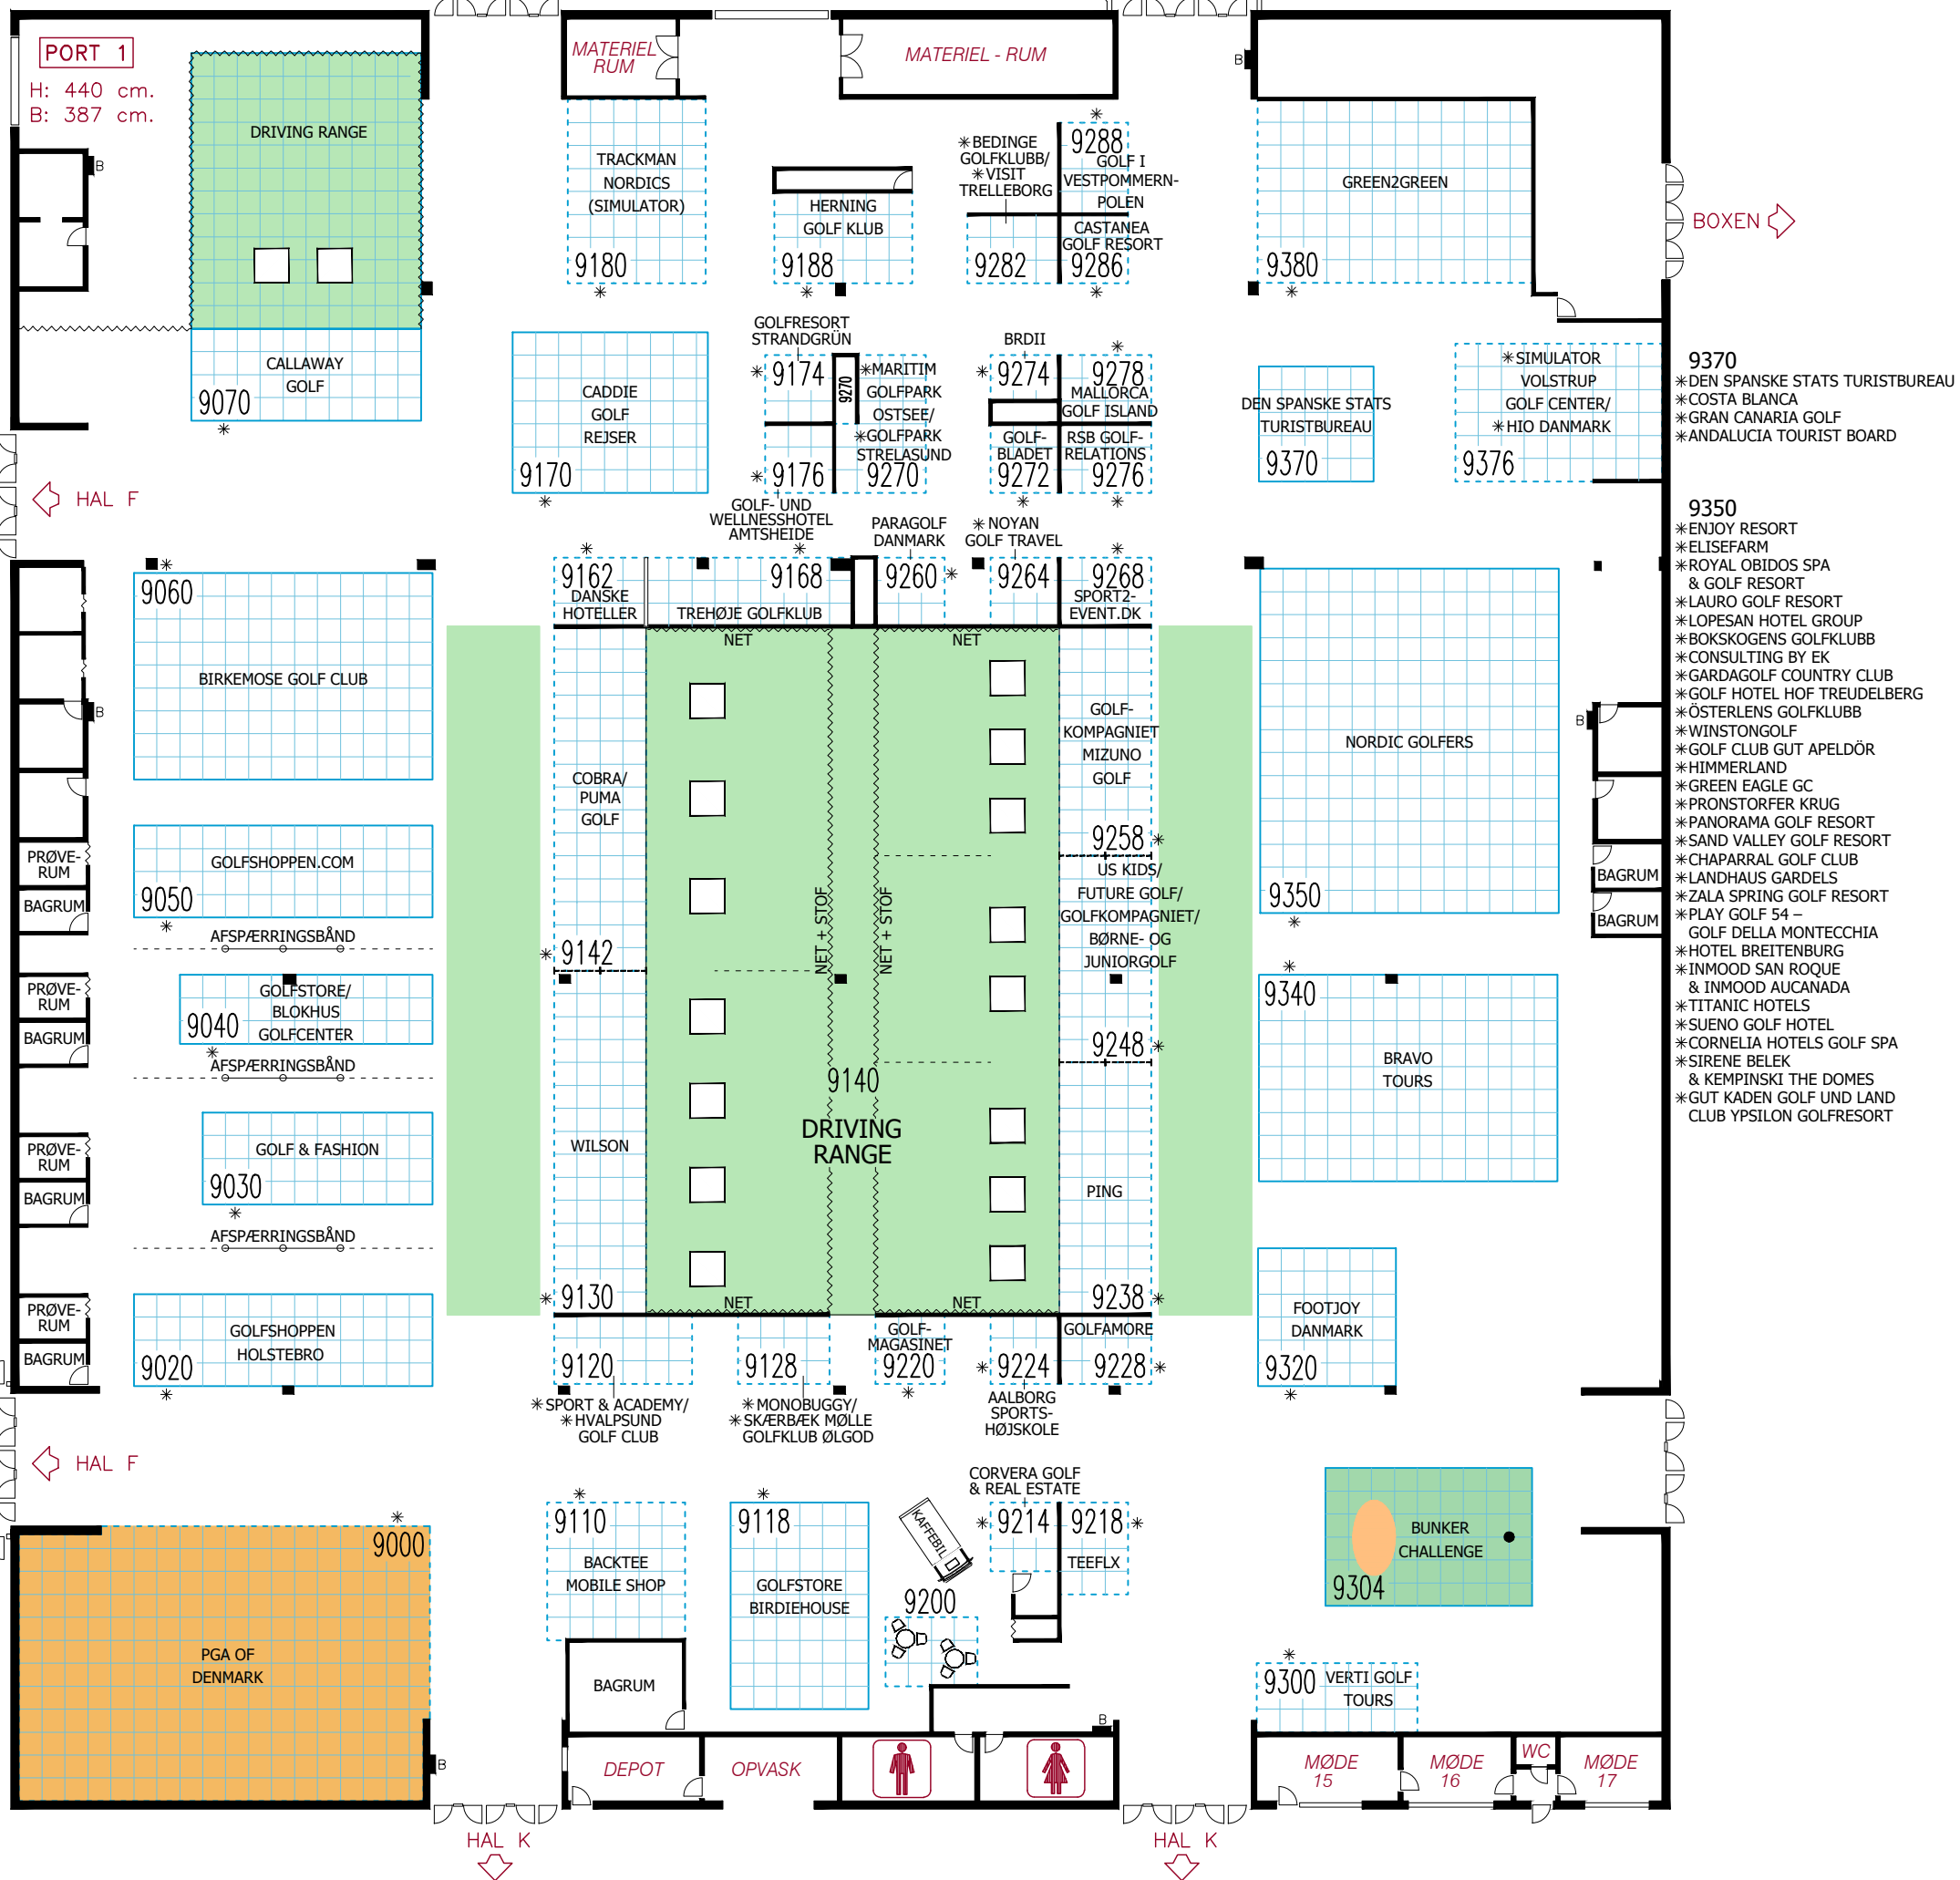 PORT 1
H: 440 cm.
B: 387 cm.
DRIVING RANGE
B
CALLAWAY
GOLF
9070
HAL F
MATERIEL
RUM
MATERIEL - RUM
B
TRACKMAN
NORDICS
(SIMULATOR)
9180
HERNING
GOLF KLUB
9188
✳BEDINGE
GOLFKLUBB/
✳VISIT
TRELLEBORG
9282
9288
GOLF I
VESTPOMMERN-
POLEN
CASTANEA
GOLF RESORT
9286
GREEN2GREEN
9380
BOXEN
CADDIE
GOLF
REJSER
9170
GOLFRESORT
STRANDGRÜN
9174
9270
✳MARITIM
GOLFPARK
OSTSEE/
✳GOLFPARK
STRELASUND
9176
9270
GOLF- UND
WELLNESSHOTEL
AMTSHEIDE
BRDII
9274
9278
MALLORCA
GOLF ISLAND
GOLF-
BLADET
9272
RSB GOLF-
RELATIONS
9276
DEN SPANSKE STATS
TURISTBUREAU
9370
✳SIMULATOR
VOLSTRUP
GOLF CENTER/
✳HIO DANMARK
9376
9370
✳DEN SPANSKE STATS TURISTBUREAU
✳COSTA BLANCA
✳GRAN CANARIA GOLF
✳ANDALUCIA TOURIST BOARD
9350
✳ENJOY RESORT
✳ELISEFARM
✳ROYAL OBIDOS SPA
& GOLF RESORT
✳LAURO GOLF RESORT
✳LOPESAN HOTEL GROUP
✳BOKSKOGENS GOLFKLUBB
✳CONSULTING BY EK
✳GARDAGOLF COUNTRY CLUB
✳GOLF HOTEL HOF TREUDELBERG
✳ÖSTERLENS GOLFKLUBB
✳WINSTONGOLF
✳GOLF CLUB GUT APELDÖR
✳HIMMERLAND
✳GREEN EAGLE GC
✳PRONSTORFER KRUG
✳PANORAMA GOLF RESORT
✳SAND VALLEY GOLF RESORT
✳CHAPARRAL GOLF CLUB
✳LANDHAUS GARDELS
✳ZALA SPRING GOLF RESORT
✳PLAY GOLF 54 –
GOLF DELLA MONTECCHIA
✳HOTEL BREITENBURG
✳INMOOD SAN ROQUE
& INMOOD AUCANADA
✳TITANIC HOTELS
✳SUENO GOLF HOTEL
✳CORNELIA HOTELS GOLF SPA
✳SIRENE BELEK
& KEMPINSKI THE DOMES
✳GUT KADEN GOLF UND LAND
CLUB YPSILON GOLFRESORT
9060
BIRKEMOSE GOLF CLUB
B
9162
DANSKE
HOTELLER
9168
TREHØJE GOLFKLUB
PARAGOLF
DANMARK
9260
✳NOYAN
GOLF TRAVEL
9264
9268
SPORT2-
EVENT.DK
NET
NET
COBRA/
PUMA
GOLF
9142
GOLF-
KOMPAGNIET
MIZUNO
GOLF
9258
US KIDS/
FUTURE GOLF/
GOLFKOMPAGNIET/
BØRNE- OG
JUNIORGOLF
9248
NET + STOF
NET + STOF
9140
DRIVING
RANGE
WILSON
9130
PING
9238
NET
NET
NORDIC GOLFERS
9350
B
BAGRUM
BAGRUM
9340
BRAVO
TOURS
FOOTJOY
DANMARK
9320
PRØVE-
RUM
BAGRUM
GOLFSHOPPEN.COM
9050
AFSPÆRRINGSBÅND
PRØVE-
RUM
BAGRUM
GOLFSTORE/
BLOKHUS
GOLFCENTER
9040
AFSPÆRRINGSBÅND
PRØVE-
RUM
BAGRUM
GOLF & FASHION
9030
AFSPÆRRINGSBÅND
PRØVE-
RUM
BAGRUM
GOLFSHOPPEN
HOLSTEBRO
9020
9120
✳SPORT & ACADEMY/
✳HVALPSUND
GOLF CLUB
9128
✳MONOBUGGY/
✳SKÆRBÆK MØLLE
GOLFKLUB ØLGOD
GOLF-
MAGASINET
9220
9224
AALBORG
SPORTS-
HØJSKOLE
GOLFAMORE
9228
HAL F
9000
PGA OF
DENMARK
B
9110
BACKTEE
MOBILE SHOP
BAGRUM
9118
GOLFSTORE
BIRDIEHOUSE
KAFFEBIL
9200
CORVERA GOLF
& REAL ESTATE
9214
9218
TEEFLX
BUNKER
CHALLENGE
9304
9300
VERTI GOLF
TOURS
B
DEPOT
OPVASK
MØDE
15
MØDE
16
WC
MØDE
17
HAL K
HAL K